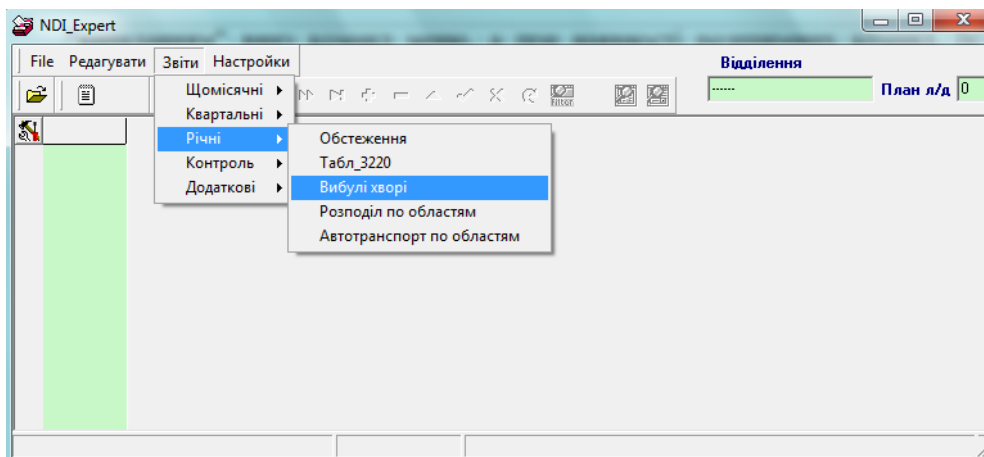 NDI_Expert
File Редагувати Звіти Настройки
Відділення
------
План л/д 0
Щомісячні
Квартальні
Річні
Контроль
Додаткові
Filter
Обстеження
Табл_3220
Вибулі хворі
Розподіл по областям
Автотранспорт по областям